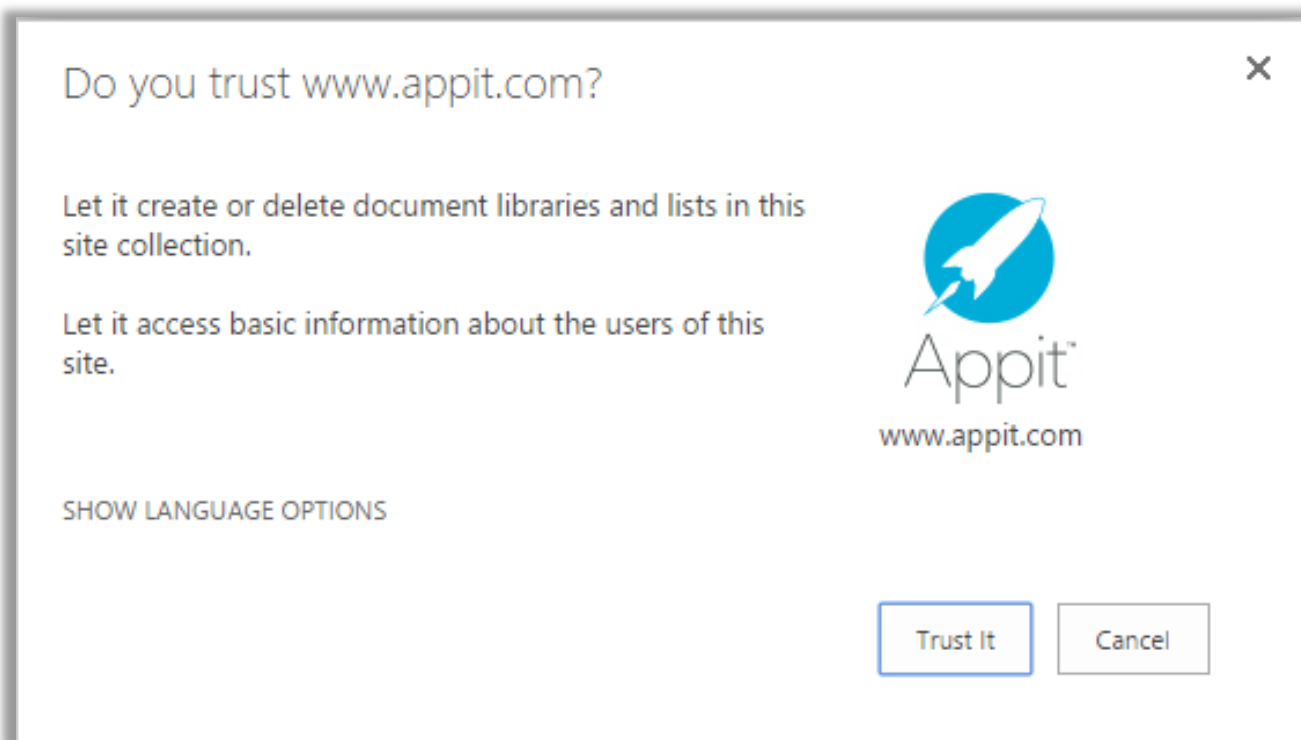 Do you trust www.appit.com?
Let it create or delete document libraries and lists in this
site collection.
Let it access basic information about the users of this
site.
Appit™
www.appit.com
SHOW LANGUAGE OPTIONS
Trust It
Cancel